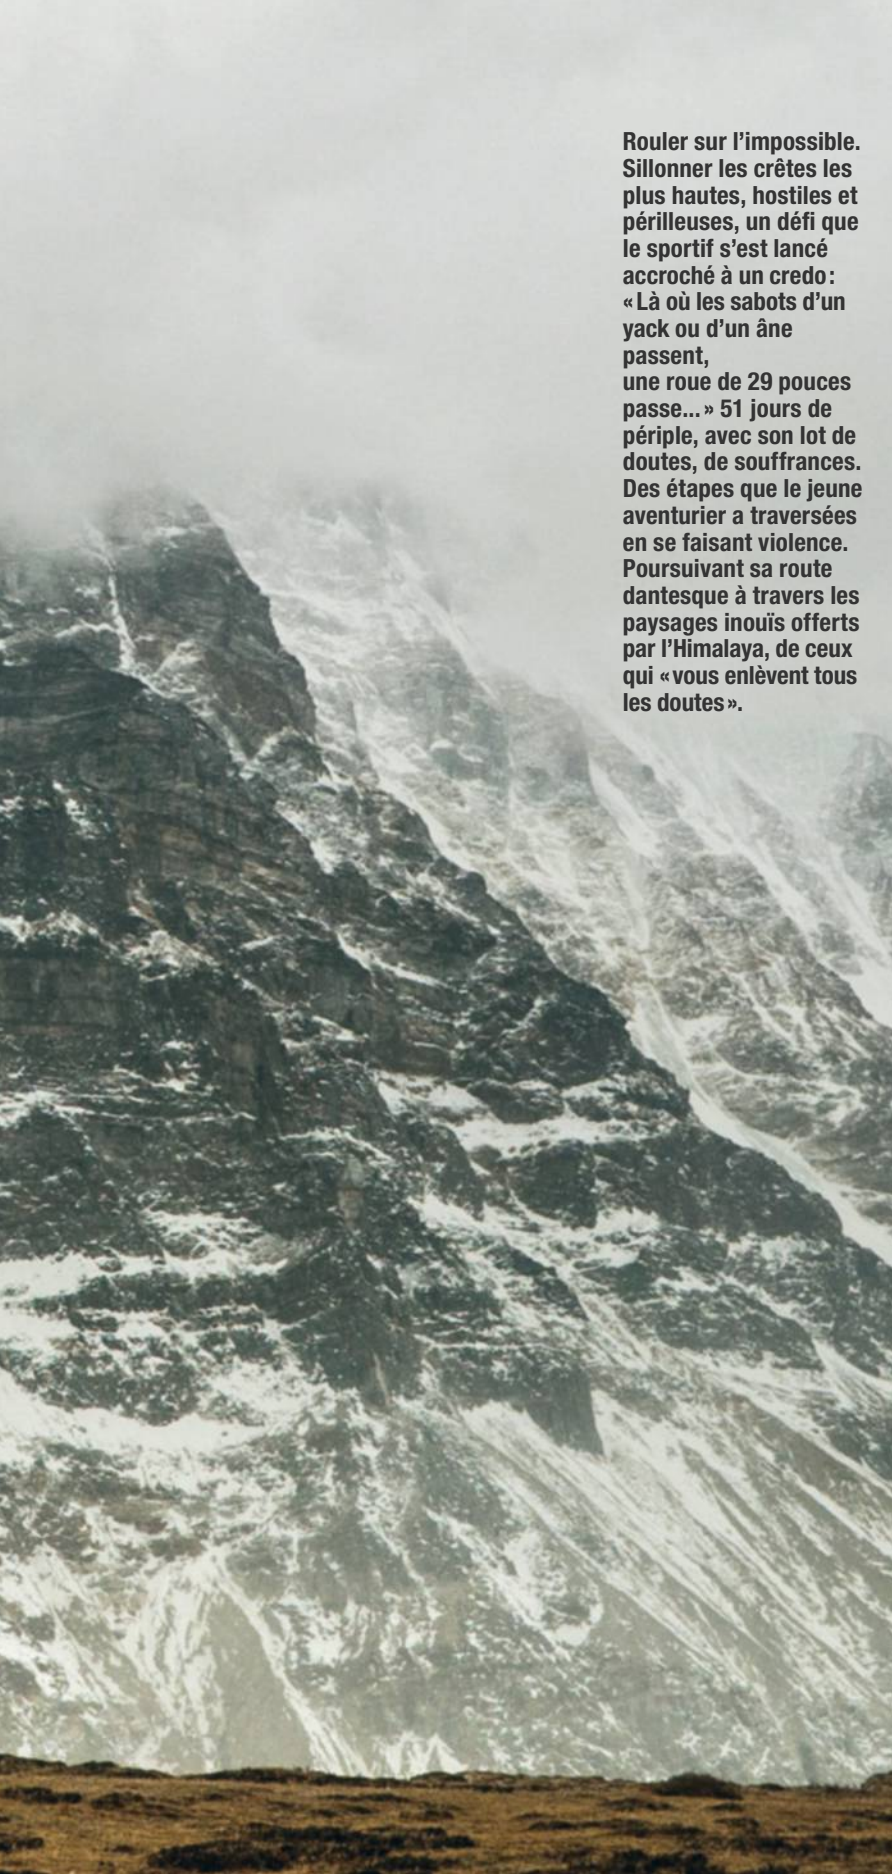 Rouler sur l’impossible.
Sillonner les crêtes les
plus hautes, hostiles et
périlleuses, un défi que
le sportif s’est lancé
accroché à un credo :
« Là où les sabots d’un
yack ou d’un âne
passent,
une roue de 29 pouces
passe... » 51 jours de
périple, avec son lot de
doutes, de souffrances.
Des étapes que le jeune
aventurier a traversées
en se faisant violence.
Poursuivant sa route
dantesque à travers les
paysages inouïs offerts
par l’Himalaya, de ceux
qui « vous enlèvent tous
les doutes ».